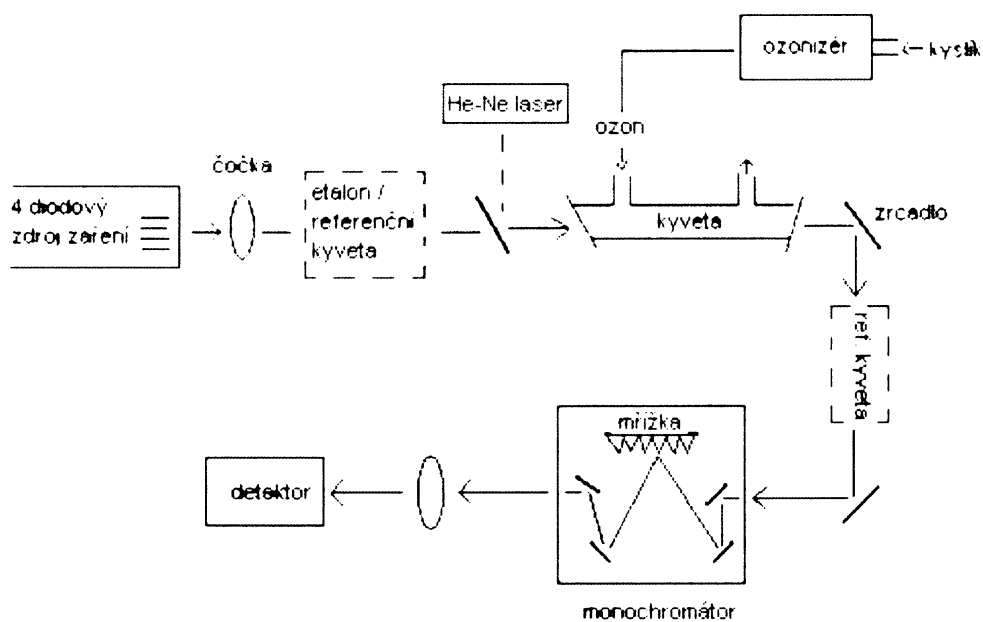 ozonizér
He-Ne laser
ozon
čočka
4 diodový
zdroj záření
etalon /
referenční
kyveta
kyveta
zrcadlo
ref. kyveta
mřížka
detektor
monochromátor